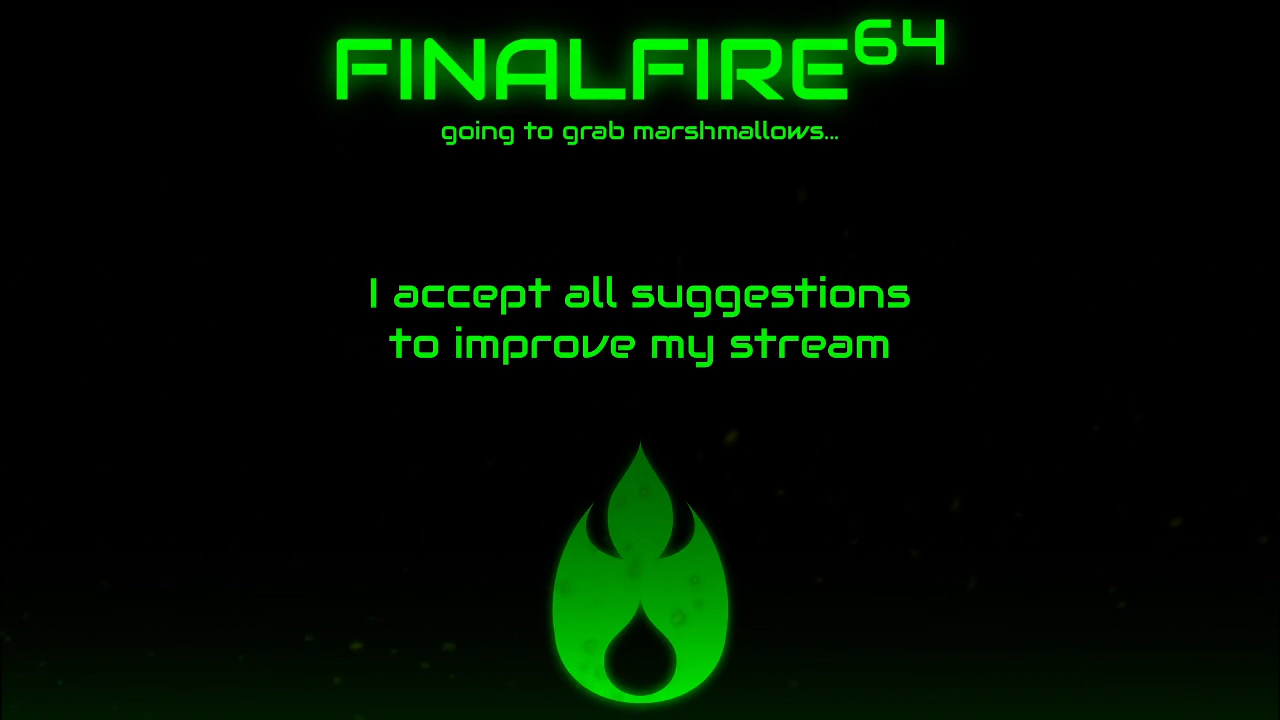 FINALFIRE64
going to grab marshmallows...
I accept all suggestions
to improve my stream